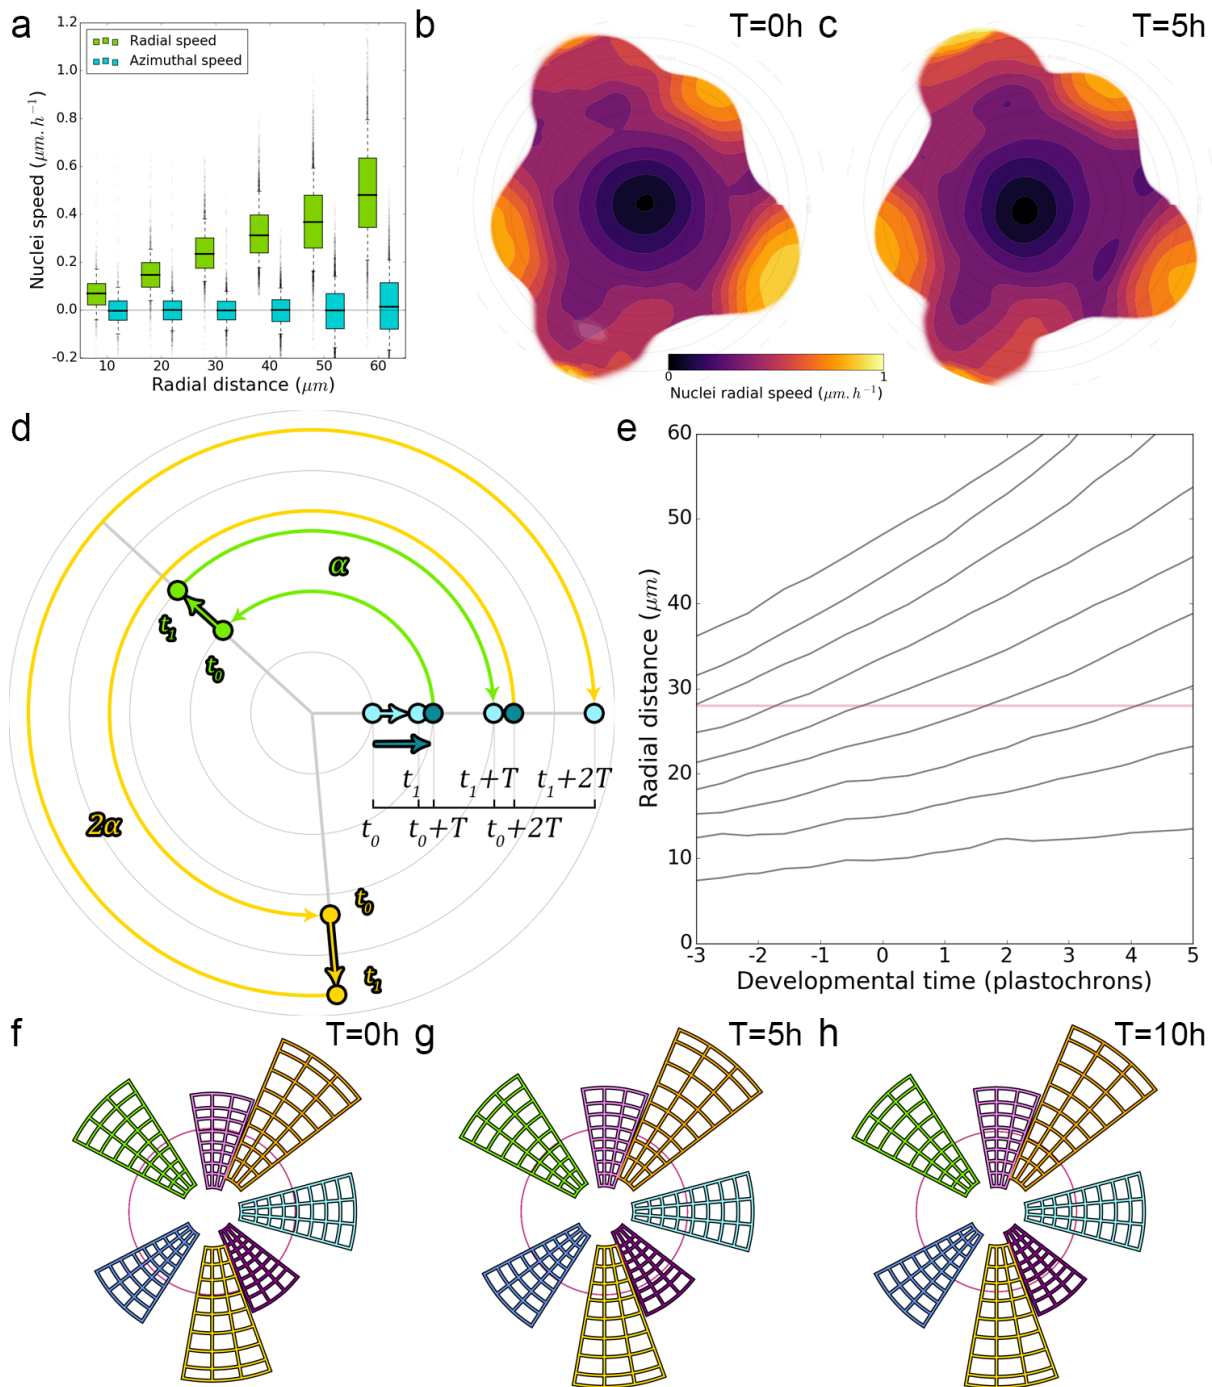 a
Nuclei speed (μm.h⁻¹)
1.2
1.0
0.8
0.6
0.4
0.2
0.0
-0.2
Radial speed
Azimuthal speed
10 20 30 40 50 60
Radial distance (μm)
b T=0h
c T=5h
0 1
Nuclei radial speed (μm.h⁻¹)
d
α
t₁
t₀
2α
t₀
t₁
t₁ t₁+T t₁+2T
t₀ t₀+T t₀+2T
e
Radial distance (μm)
60
50
40
30
20
10
0
-3 -2 -1 0 1 2 3 4 5
Developmental time (plastochrons)
f T=0h
g T=5h
h T=10h